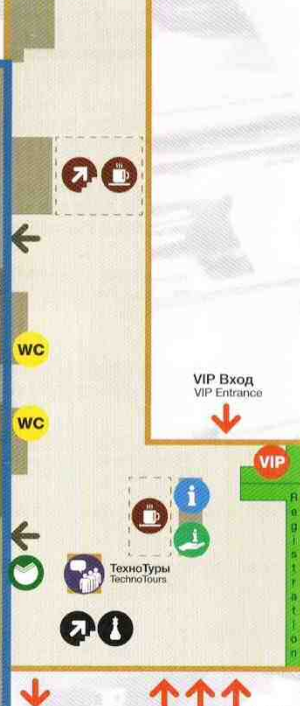 WC
WC
VIP Вход
VIP Entrance
VIP
i
i
ТехноТуры
TechnoTours
Registration